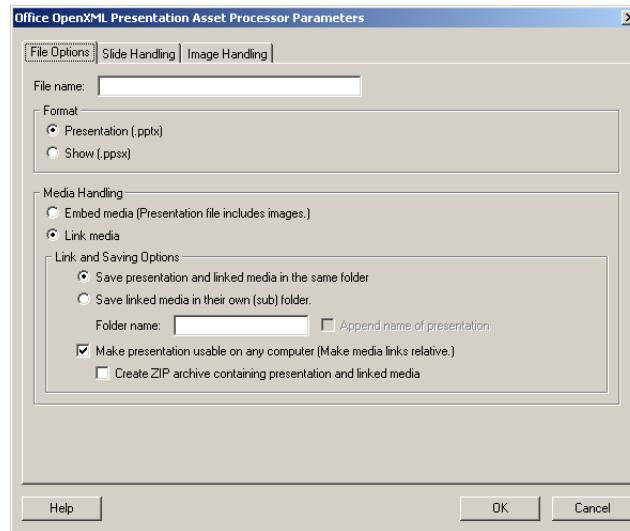 Office OpenXML Presentation Asset Processor Parameters
File Options Slide Handling Image Handling
File name:
Format
Presentation (.pptx)
Show (.ppsx)
Media Handling
Embed media (Presentation file includes images.)
Link media
Link and Saving Options
Save presentation and linked media in the same folder
Save linked media in their own (sub) folder.
Folder name: Append name of presentation
Make presentation usable on any computer (Make media links relative.)
Create ZIP archive containing presentation and linked media
Help OK Cancel